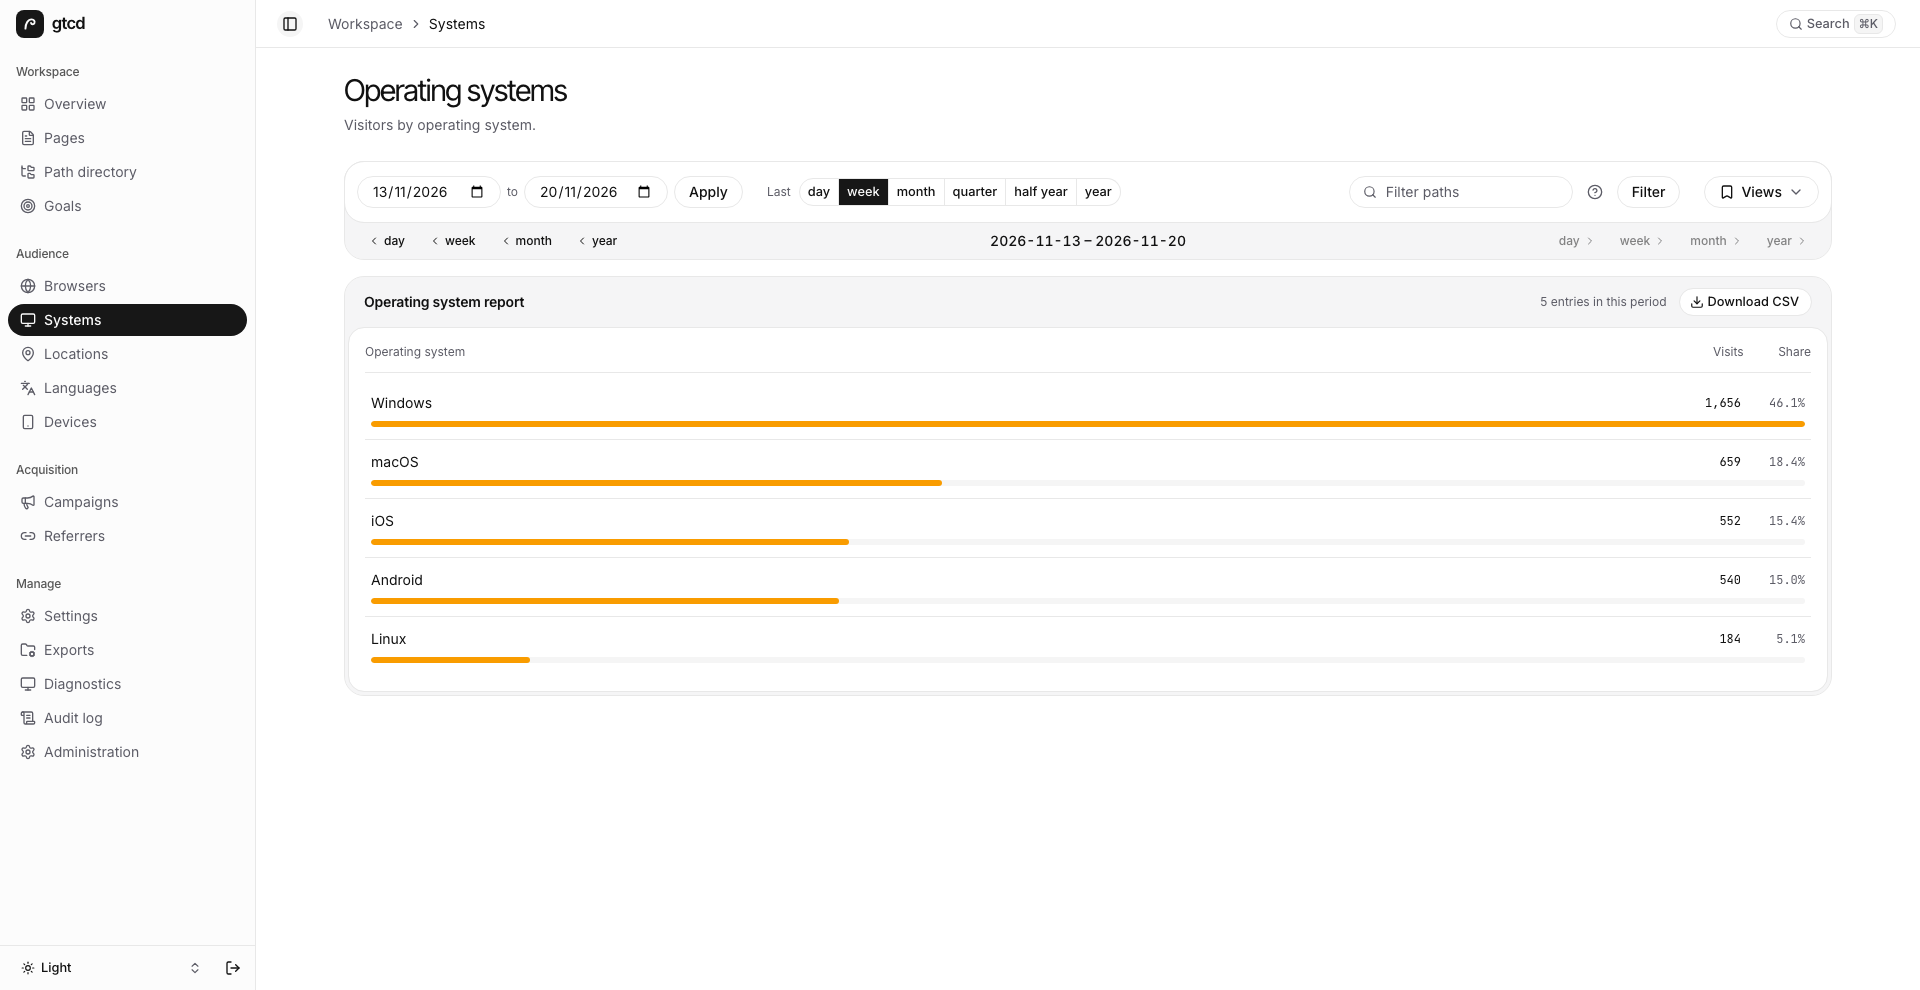 gtcd
Workspace
Overview
Pages
Path directory
Goals
Audience
Browsers
Systems
Locations
Languages
Devices
Acquisition
Campaigns
Referrers
Manage
Settings
Exports
Diagnostics
Audit log
Administration
Light
Workspace > Systems
Search ⌘K
Operating systems
Visitors by operating system.
13/11/2026 to 20/11/2026 Apply Last day week month quarter half year year Filter paths Filter Views
day week month year 2026-11-13 – 2026-11-20 day week month year
Operating system report 5 entries in this period Download CSV
Operating system Visits Share
Windows 1,656 46.1%
macOS 659 18.4%
iOS 552 15.4%
Android 540 15.0%
Linux 184 5.1%